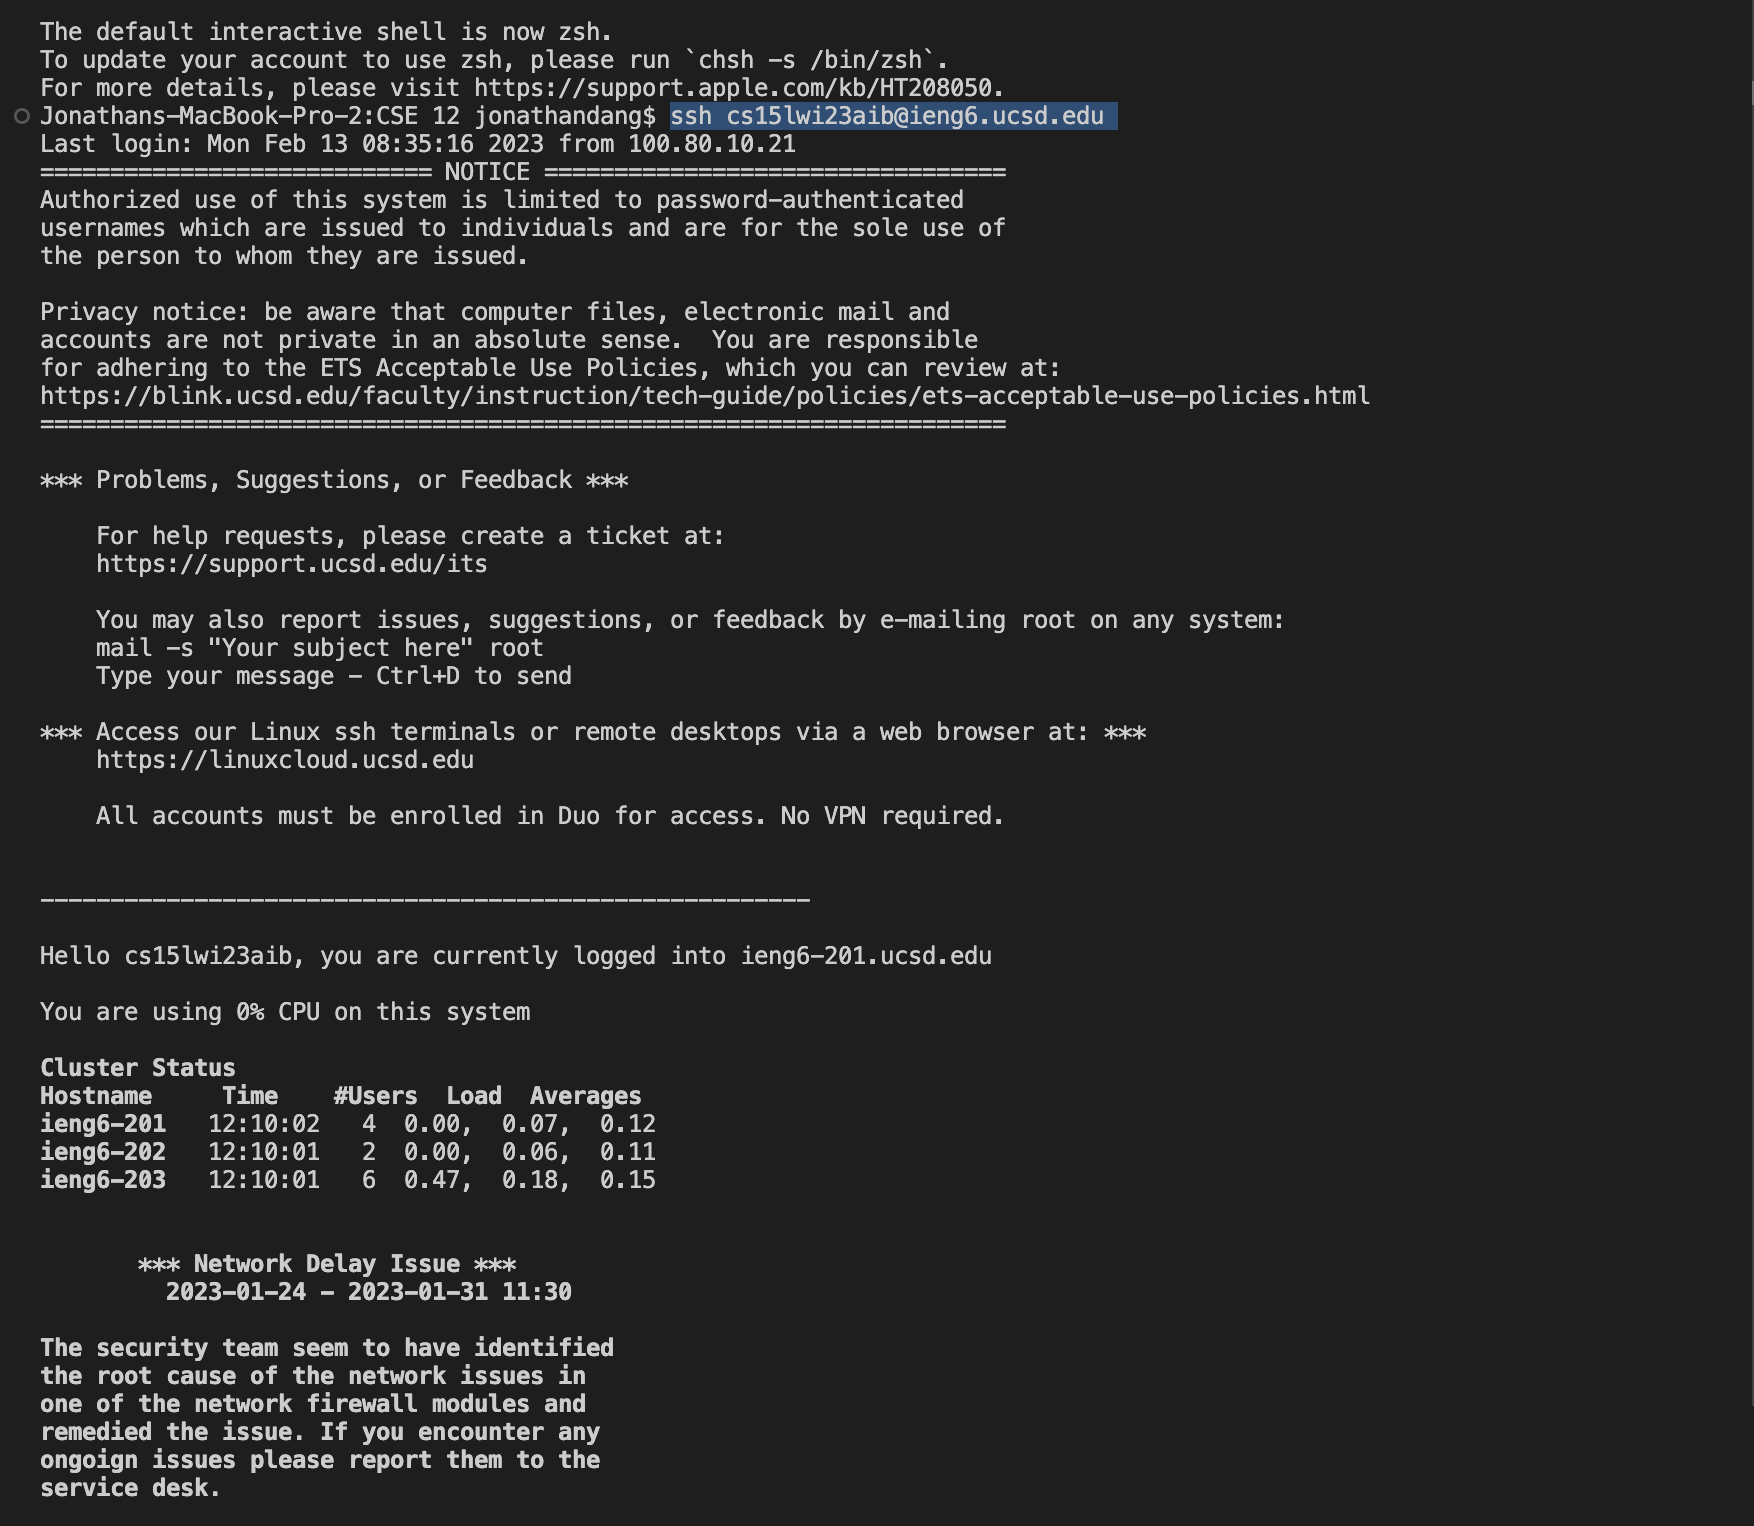 The default interactive shell is now zsh.
To update your account to use zsh, please run `chsh -s /bin/zsh`.
For more details, please visit https://support.apple.com/kb/HT208050.
Jonathans-MacBook-Pro-2:CSE 12 jonathandang$ ssh cs15lwi23aib@ieng6.ucsd.edu
Last login: Mon Feb 13 08:35:16 2023 from 100.80.10.21
============================ NOTICE =================================
Authorized use of this system is limited to password-authenticated
usernames which are issued to individuals and are for the sole use of
the person to whom they are issued.

Privacy notice: be aware that computer files, electronic mail and
accounts are not private in an absolute sense.  You are responsible
for adhering to the ETS Acceptable Use Policies, which you can review at:
https://blink.ucsd.edu/faculty/instruction/tech-guide/policies/ets-acceptable-use-policies.html
=====================================================================

*** Problems, Suggestions, or Feedback ***

    For help requests, please create a ticket at:
    https://support.ucsd.edu/its

    You may also report issues, suggestions, or feedback by e-mailing root on any system:
    mail -s "Your subject here" root
    Type your message - Ctrl+D to send

*** Access our Linux ssh terminals or remote desktops via a web browser at: ***
    https://linuxcloud.ucsd.edu

    All accounts must be enrolled in Duo for access. No VPN required.


-------------------------------------------------------

Hello cs15lwi23aib, you are currently logged into ieng6-201.ucsd.edu

You are using 0% CPU on this system

Cluster Status
Hostname     Time    #Users  Load  Averages
ieng6-201   12:10:02   4  0.00,  0.07,  0.12
ieng6-202   12:10:01   2  0.00,  0.06,  0.11
ieng6-203   12:10:01   6  0.47,  0.18,  0.15


       *** Network Delay Issue ***
         2023-01-24 - 2023-01-31 11:30

The security team seem to have identified
the root cause of the network issues in
one of the network firewall modules and
remedied the issue. If you encounter any
ongoign issues please report them to the
service desk.